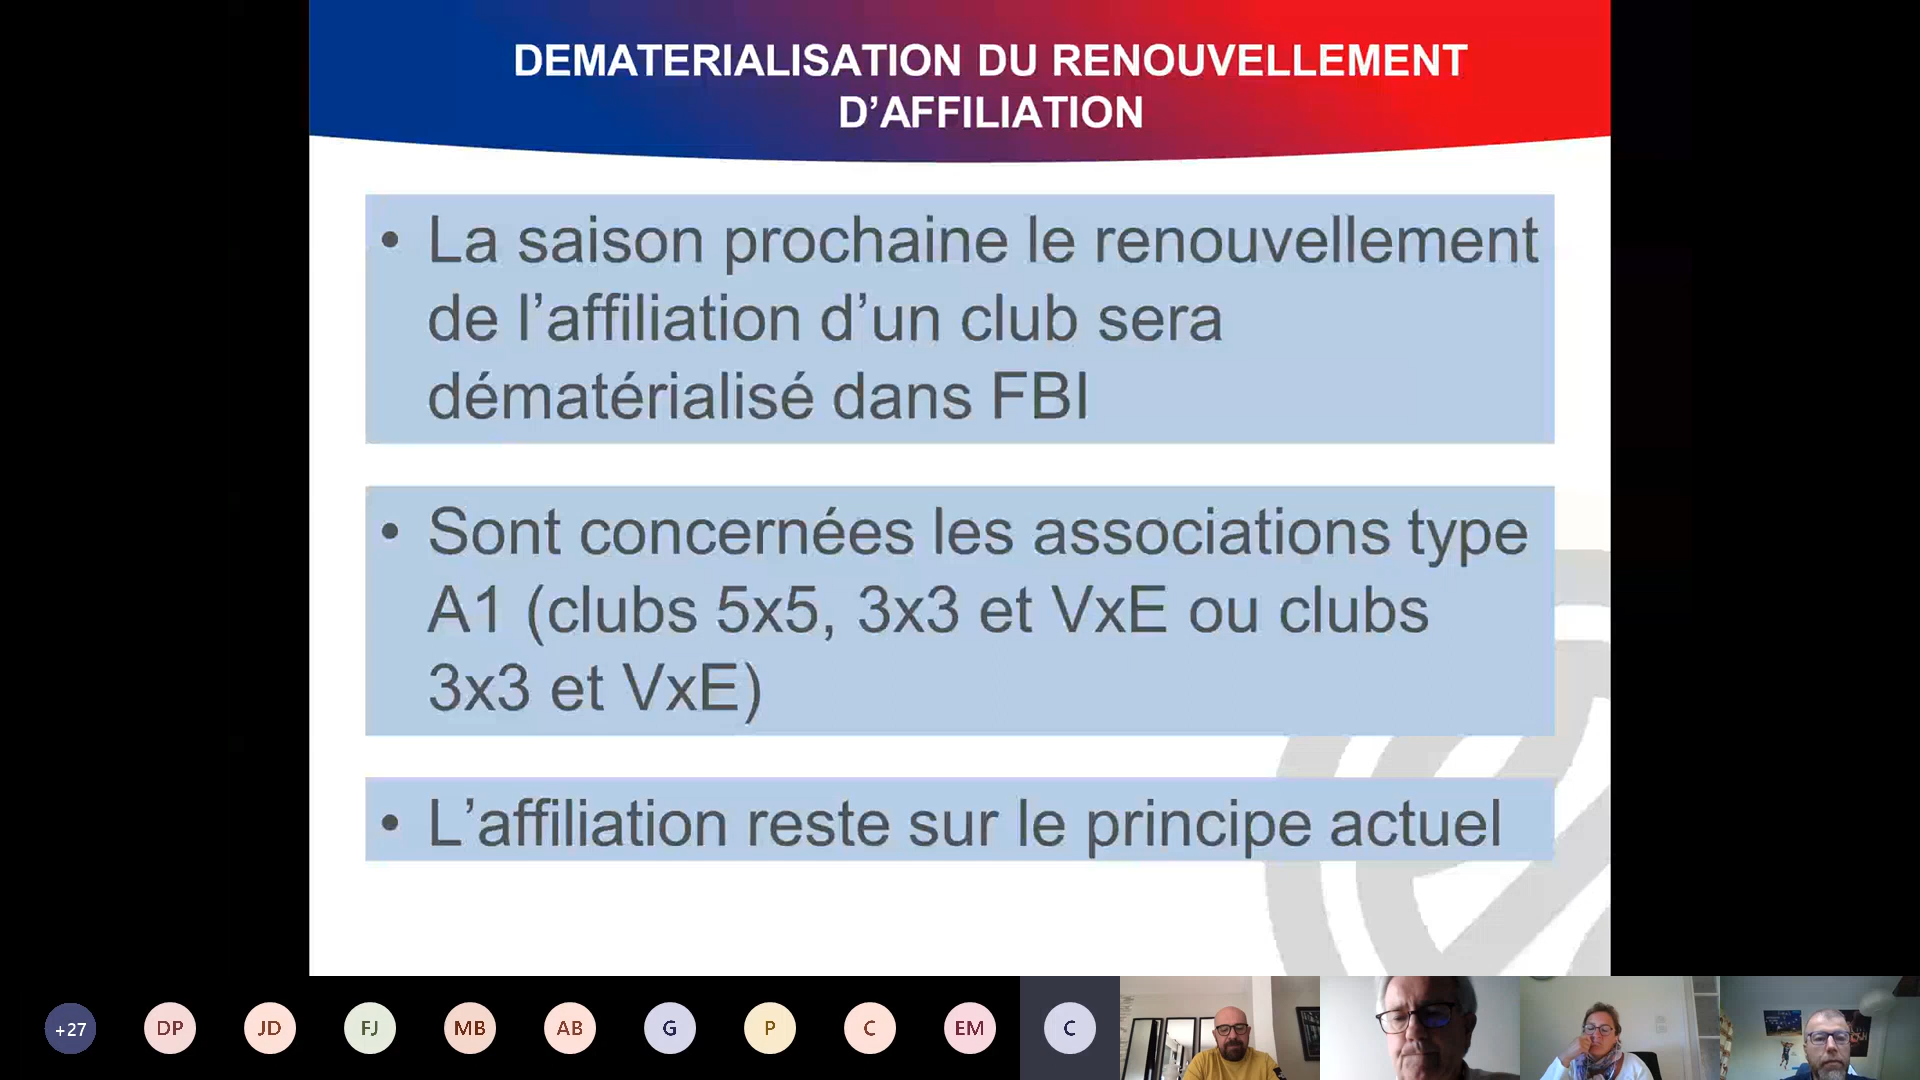 DEMATERIALISATION DU RENOUVELLEMENT
D’AFFILIATION
• La saison prochaine le renouvellement
de l’affiliation d’un club sera
dématérialisé dans FBI
• Sont concernées les associations type
A1 (clubs 5x5, 3x3 et VxE ou clubs
3x3 et VxE)
• L’affiliation reste sur le principe actuel
+27 DP JD FJ MB AB G P C EM C